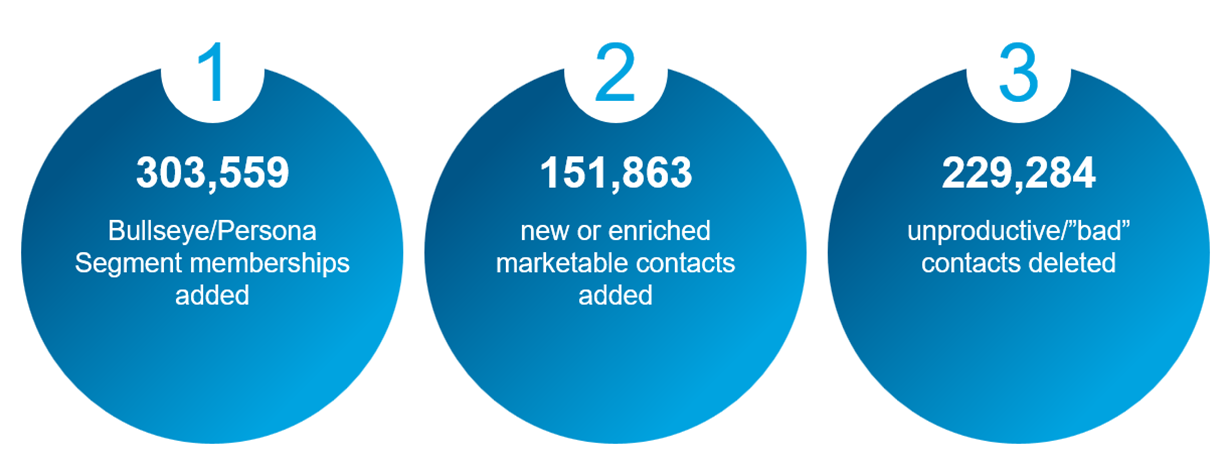 1
303,559
Bullseye/Persona
Segment memberships
added
2
151,863
new or enriched
marketable contacts
added
3
229,284
unproductive/”bad”
contacts deleted